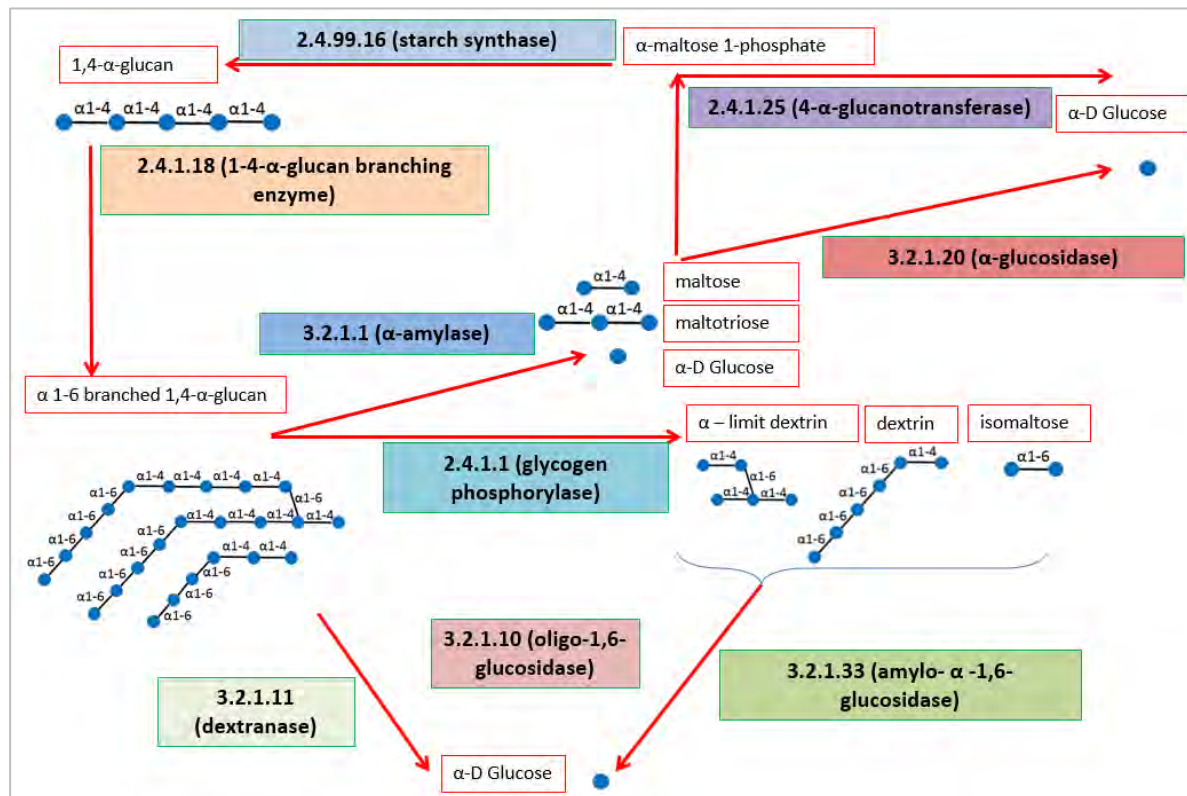 2.4.99.16 (starch synthase)
α-maltose 1-phosphate
1,4-α-glucan
α1-4 α1-4 α1-4 α1-4
2.4.1.25 (4-α-glucanotransferase)
α-D Glucose
2.4.1.18 (1-4-α-glucan branching
enzyme)
3.2.1.20 (α-glucosidase)
α1-4
maltose
α1-4 α1-4
maltotriose
3.2.1.1 (α-amylase)
α-D Glucose
α 1-6 branched 1,4-α-glucan
α – limit dextrin
dextrin
isomaltose
2.4.1.1 (glycogen
phosphorylase)
α1-4
α1-6
α1-4 α1-4
α1-4
α1-6
α1-6
α1-6
α1-6
α1-6
α1-4 α1-4 α1-4 α1-4
α1-6
α1-6
α1-6
α1-6
α1-6
α1-4 α1-4 α1-4 α1-4
α1-6
α1-6
α1-6
α1-6
α1-4 α1-4
α1-6
α1-6
α1-6
3.2.1.10 (oligo-1,6-
glucosidase)
3.2.1.33 (amylo- α -1,6-
glucosidase)
3.2.1.11
(dextranase)
α-D Glucose